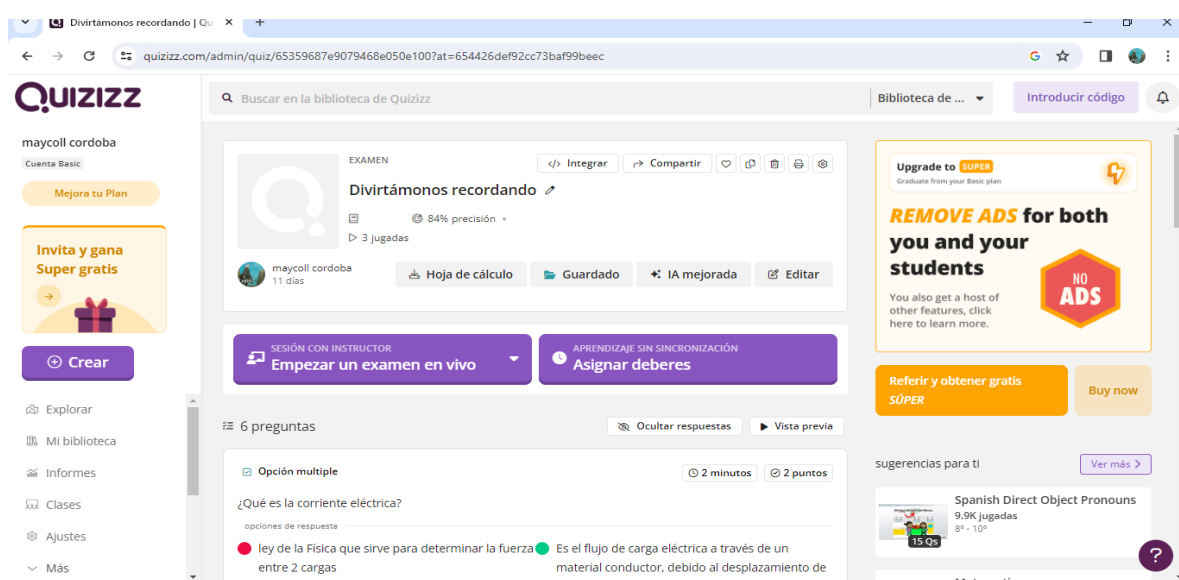 Divirtámonos recordando | Qu
quizizz.com/admin/quiz/65359687e9079468e050e100?at=654426def92cc73baf99beec
QUIZIZZ
Buscar en la biblioteca de Quizizz
Biblioteca de ...
Introducir código
maycoll cordoba
Cuenta Basic
Mejora tu Plan
Invita y gana
Super gratis
Crear
Explorar
Mi biblioteca
Informes
Clases
Ajustes
Más
EXAMEN
</> Integrar
Compartir
Divirtámonos recordando
84% precisión
3 jugadas
maycoll cordoba
11 días
Hoja de cálculo
Guardado
IA mejorada
Editar
SESIÓN CON INSTRUCTOR
Empezar un examen en vivo
APRENDIZAJE SIN SINCRONIZACIÓN
Asignar deberes
6 preguntas
Ocultar respuestas
Vista previa
Opción multiple
2 minutos
2 puntos
¿Qué es la corriente eléctrica?
opciones de respuesta
ley de la Física que sirve para determinar la fuerza
entre 2 cargas
Es el flujo de carga eléctrica a través de un
material conductor, debido al desplazamiento de
Upgrade to SUPER
Graduate from your Basic plan
REMOVE ADS for both
you and your
students
You also get a host of
other features, click
here to learn more.
NO
ADS
Referir y obtener gratis
SÚPER
Buy now
sugerencias para ti
Ver más
Spanish Direct Object Pronouns
9.9K jugadas
8º - 10º
15 Qs
?